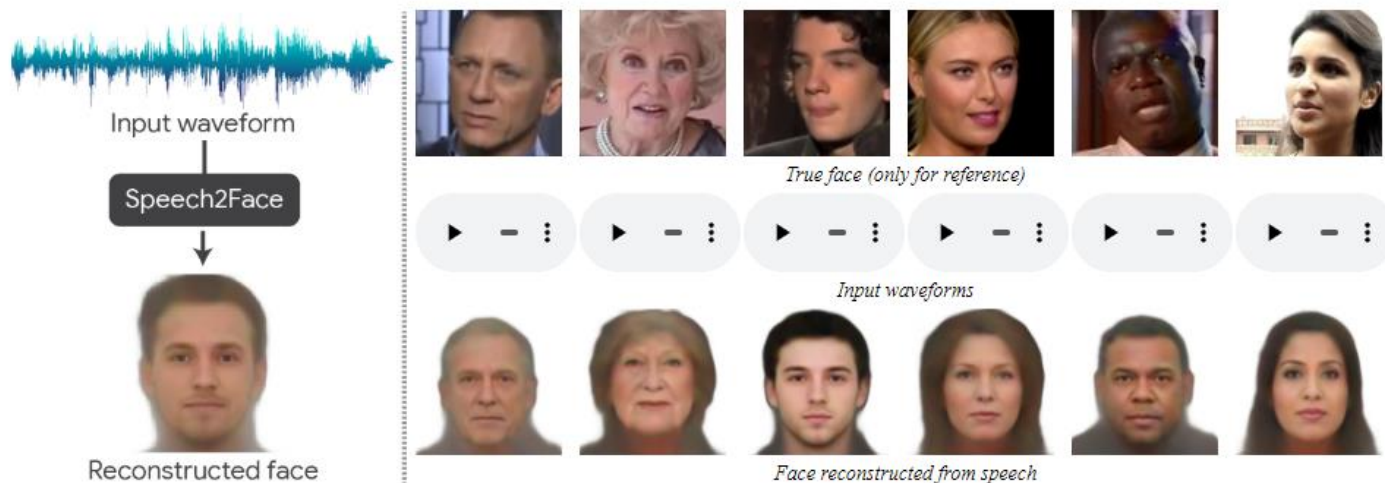 Input waveform
Speech2Face
Reconstructed face
True face (only for reference)
Input waveforms
Face reconstructed from speech